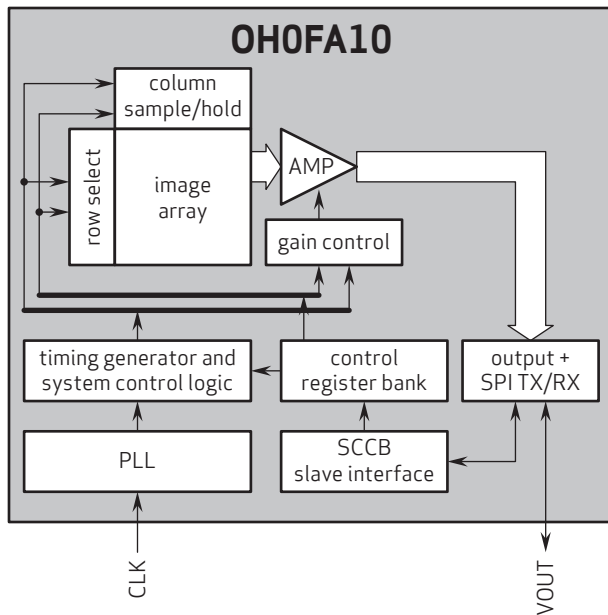 OH0FA10
column
sample/hold
row select
image
array
AMP
gain control
timing generator and
system control logic
control
register bank
output +
SPI TX/RX
PLL
SCCB
slave interface
CLK
VOUT